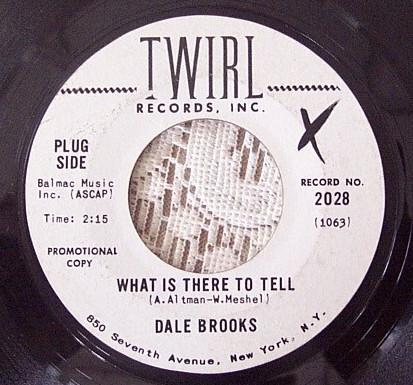 TWIRL
RECORDS, INC.
PLUG
SIDE
Balmac Music
Inc. (ASCAP)
Time: 2:15
PROMOTIONAL
COPY
X
RECORD NO.
2028
(1063)
WHAT IS THERE TO TELL
(A.Altman-W.Meshel)
DALE BROOKS
850 Seventh Avenue, New York, N.Y.